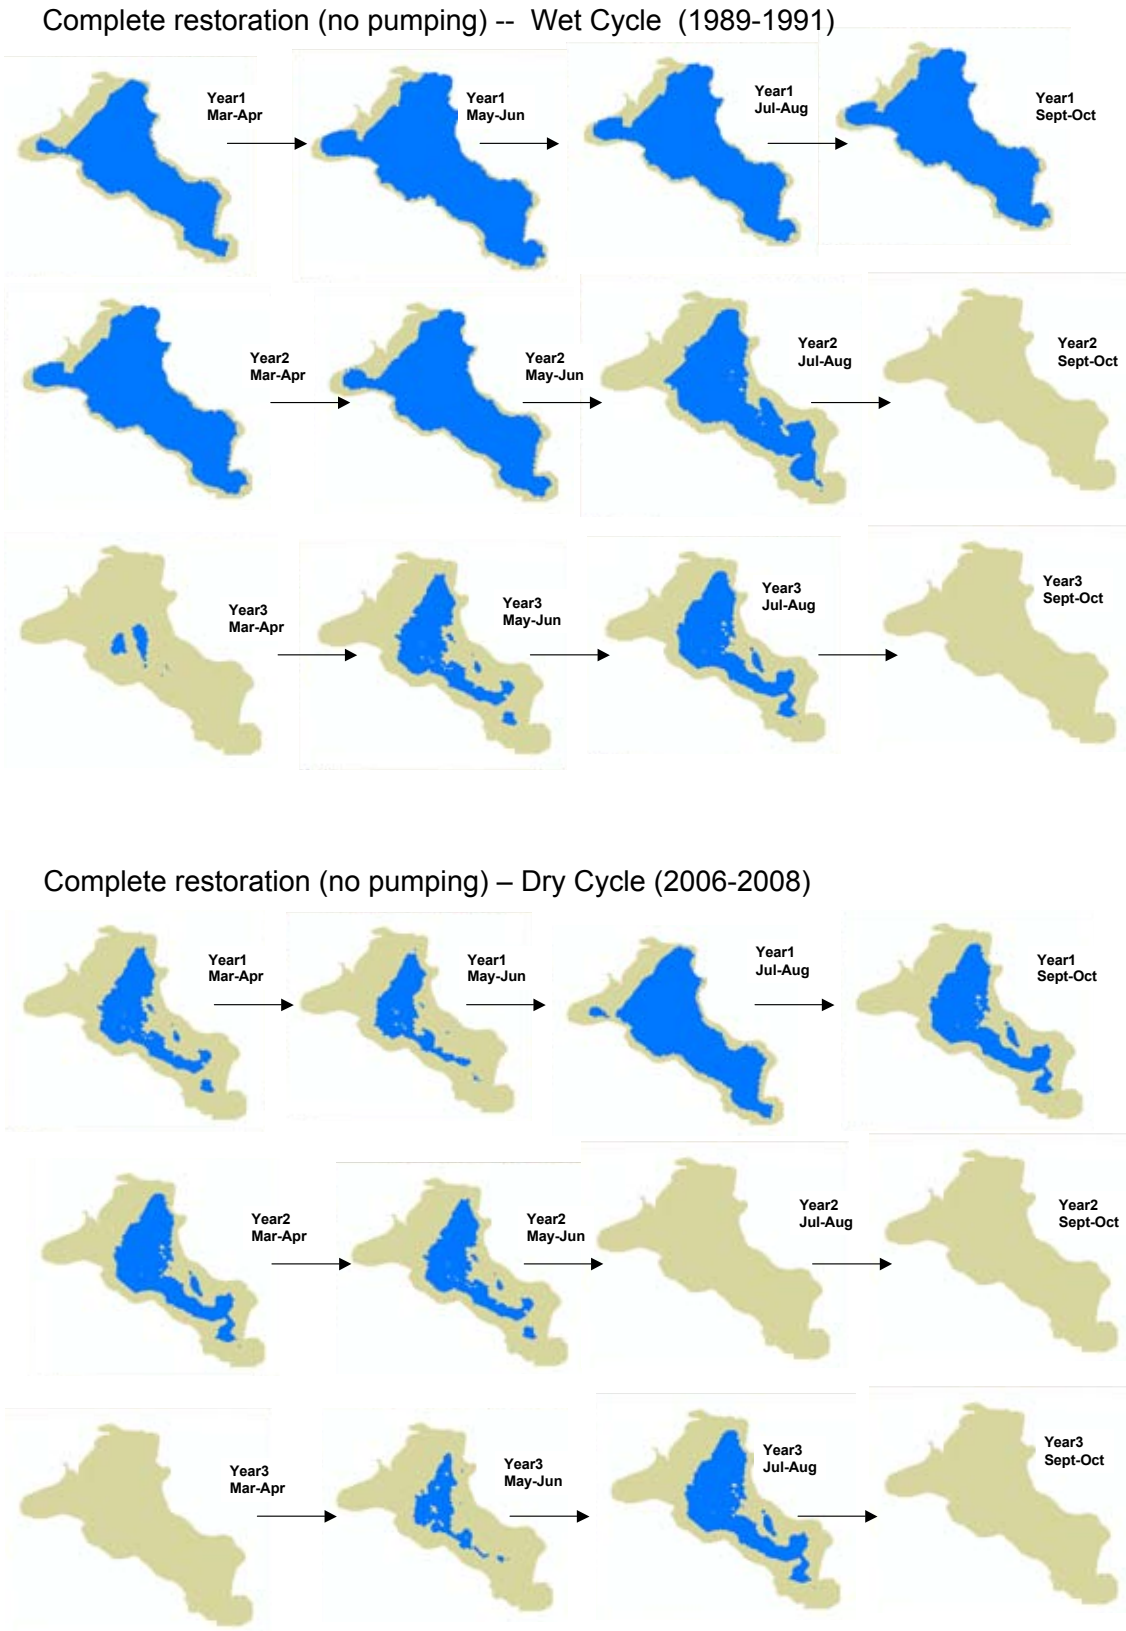 Complete restoration (no pumping) -- Wet Cycle (1989-1991)
Year1
Mar-Apr
Year1
May-Jun
Year1
Jul-Aug
Year1
Sept-Oct
Year2
Mar-Apr
Year2
May-Jun
Year2
Jul-Aug
Year2
Sept-Oct
Year3
Mar-Apr
Year3
May-Jun
Year3
Jul-Aug
Year3
Sept-Oct
Complete restoration (no pumping) – Dry Cycle (2006-2008)
Year1
Mar-Apr
Year1
May-Jun
Year1
Jul-Aug
Year1
Sept-Oct
Year2
Mar-Apr
Year2
May-Jun
Year2
Jul-Aug
Year2
Sept-Oct
Year3
Mar-Apr
Year3
May-Jun
Year3
Jul-Aug
Year3
Sept-Oct